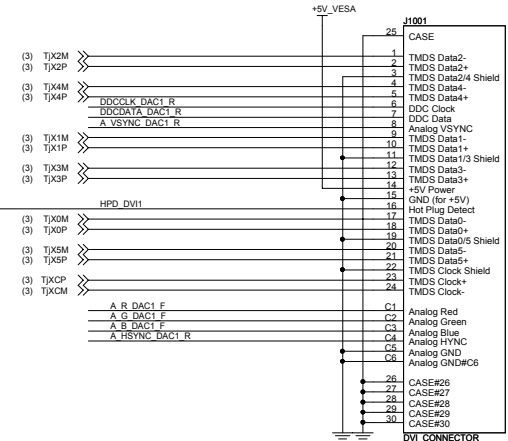 +5V_VESA
J1001
25 CASE
(3) TjX2M 1 TMDS Data2-
(3) TjX2P 2 TMDS Data2+
3 TMDS Data2/4 Shield
(3) TjX4M 4 TMDS Data4-
(3) TjX4P 5 TMDS Data4+
DDCCLK_DAC1_R 6 DDC Clock
DDCDATA_DAC1_R 7 DDC Data
A_VSYNC_DAC1_R 8 Analog VSYNC
(3) TjX1M 9 TMDS Data1-
(3) TjX1P 10 TMDS Data1+
11 TMDS Data1/3 Shield
(3) TjX3M 12 TMDS Data3-
(3) TjX3P 13 TMDS Data3+
14 +5V Power
15 GND (for +5V)
HPD_DVI1 16 Hot Plug Detect
(3) TjX0M 17 TMDS Data0-
(3) TjX0P 18 TMDS Data0+
19 TMDS Data0/5 Shield
(3) TjX5M 20 TMDS Data5-
(3) TjX5P 21 TMDS Data5+
22 TMDS Clock Shield
(3) TjXCP 23 TMDS Clock+
(3) TjXCM 24 TMDS Clock-
A_R_DAC1_F C1 Analog Red
A_G_DAC1_F C2 Analog Green
A_B_DAC1_F C3 Analog Blue
A_HSYNC_DAC1_R C4 Analog HYNC
C5 Analog GND
C6 Analog GND#C6
26 CASE#26
27 CASE#27
28 CASE#28
29 CASE#29
30 CASE#30
DVI_CONNECTOR